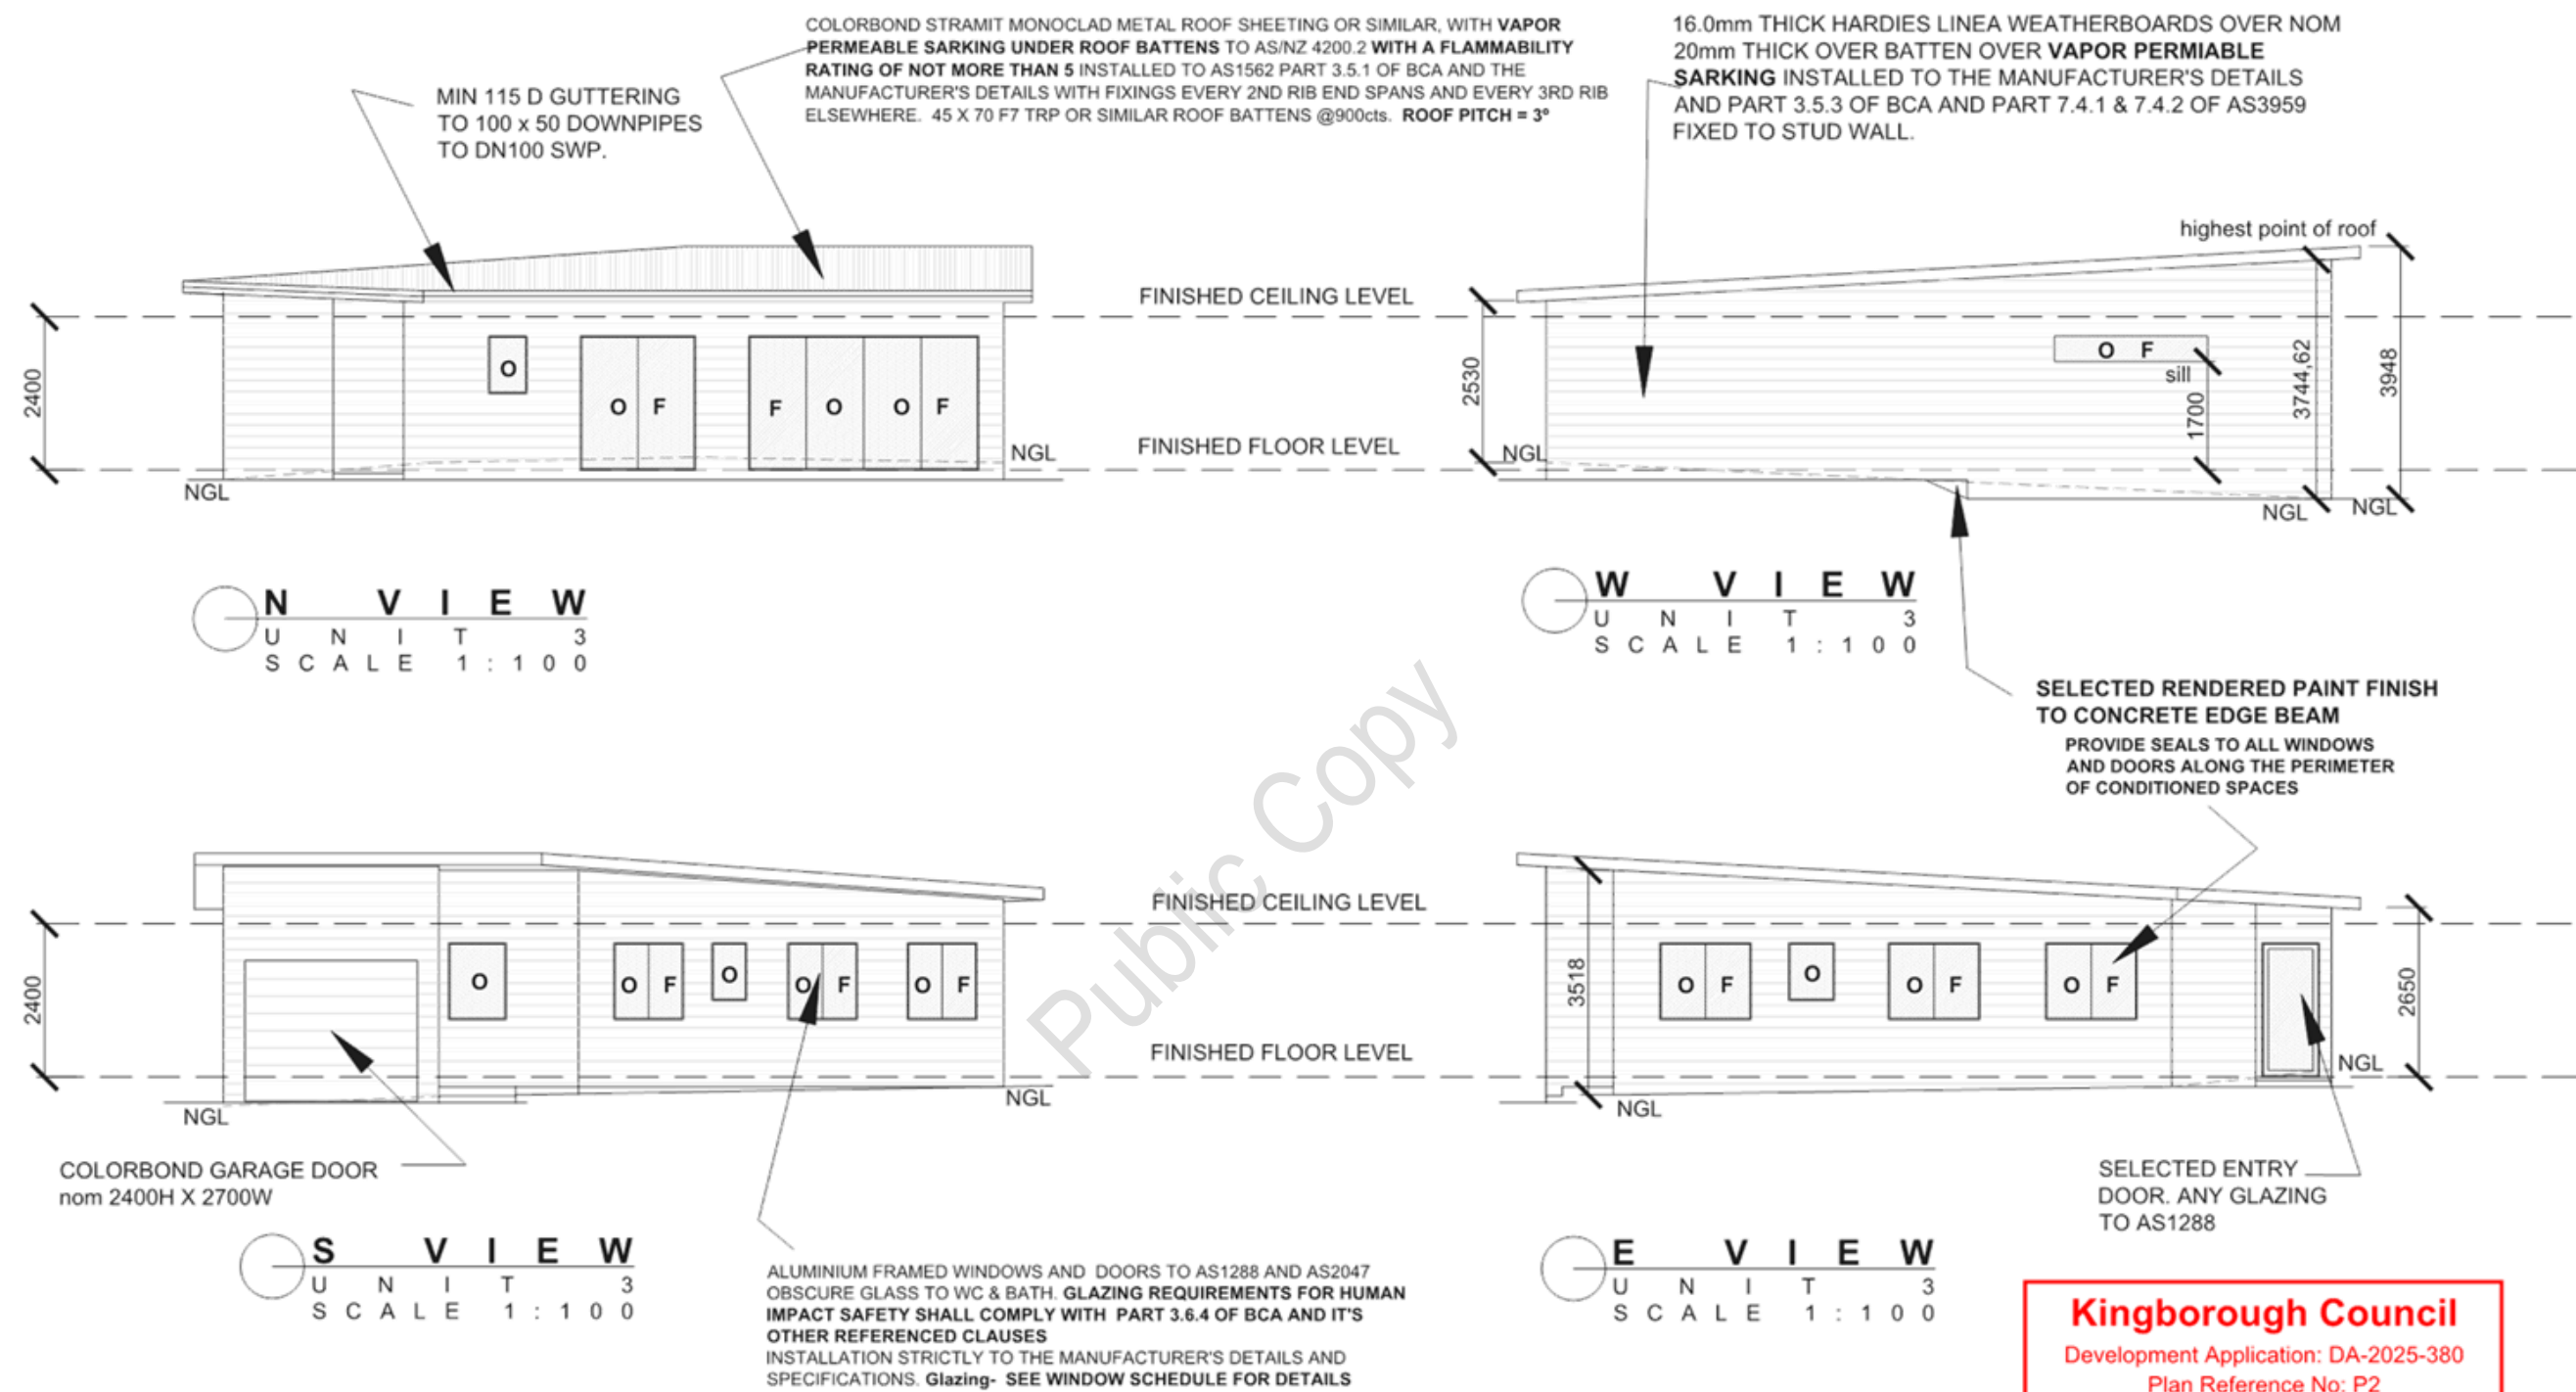 COLORBOND STRAMIT MONOCLAD METAL ROOF SHEETING OR SIMILAR, WITH VAPOR
PERMEABLE SARKING UNDER ROOF BATTENS TO AS/NZ 4200.2 WITH A FLAMMABILITY
RATING OF NOT MORE THAN 5 INSTALLED TO AS1562 PART 3.5.1 OF BCA AND THE
MANUFACTURER'S DETAILS WITH FIXINGS EVERY 2ND RIB END SPANS AND EVERY 3RD RIB
ELSEWHERE. 45 X 70 F7 TRP OR SIMILAR ROOF BATTENS @900cts. ROOF PITCH = 3º
16.0mm THICK HARDIES LINEA WEATHERBOARDS OVER NOM
20mm THICK OVER BATTEN OVER VAPOR PERMIABLE
SARKING INSTALLED TO THE MANUFACTURER'S DETAILS
AND PART 3.5.3 OF BCA AND PART 7.4.1 & 7.4.2 OF AS3959
FIXED TO STUD WALL.
MIN 115 D GUTTERING
TO 100 x 50 DOWNPIPES
TO DN100 SWP.
highest point of roof
FINISHED CEILING LEVEL
2400
O
O F
F O O F
FINISHED FLOOR LEVEL
NGL
NGL
2530
O F
sill
1700
3744,62
3948
NGL
NGL
NGL
N VIEW
UNIT 3
SCALE 1:100
W VIEW
UNIT 3
SCALE 1:100
SELECTED RENDERED PAINT FINISH
TO CONCRETE EDGE BEAM
PROVIDE SEALS TO ALL WINDOWS
AND DOORS ALONG THE PERIMETER
OF CONDITIONED SPACES
Public Copy
FINISHED CEILING LEVEL
2400
O
O F
O
O F
O F
FINISHED FLOOR LEVEL
NGL
NGL
3518
O F
O
O F
O F
2650
NGL
NGL
COLORBOND GARAGE DOOR
nom 2400H X 2700W
SELECTED ENTRY
DOOR. ANY GLAZING
TO AS1288
S VIEW
UNIT 3
SCALE 1:100
ALUMINIUM FRAMED WINDOWS AND DOORS TO AS1288 AND AS2047
OBSCURE GLASS TO WC & BATH. GLAZING REQUIREMENTS FOR HUMAN
IMPACT SAFETY SHALL COMPLY WITH PART 3.6.4 OF BCA AND IT'S
OTHER REFERENCED CLAUSES
INSTALLATION STRICTLY TO THE MANUFACTURER'S DETAILS AND
SPECIFICATIONS. Glazing- SEE WINDOW SCHEDULE FOR DETAILS
E VIEW
UNIT 3
SCALE 1:100
Kingborough Council
Development Application: DA-2025-380
Plan Reference No: P2